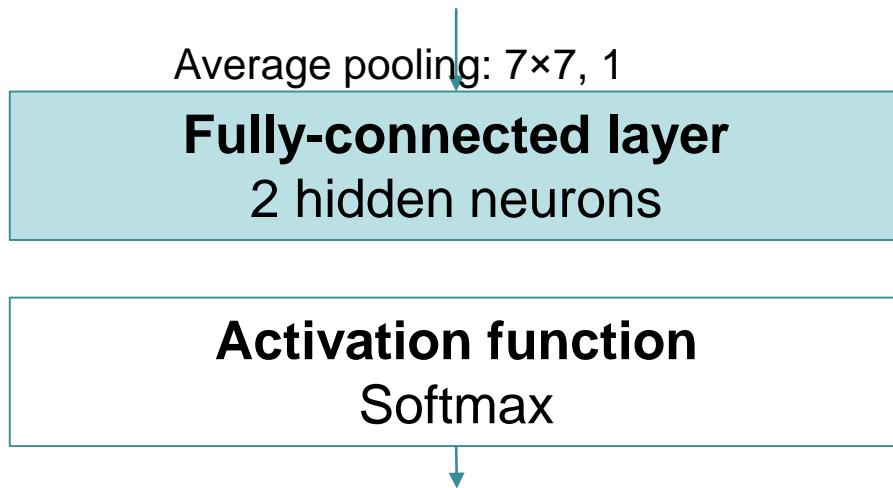 Average pooling: 7×7, 1
Fully-connected layer
2 hidden neurons
Activation function
Softmax